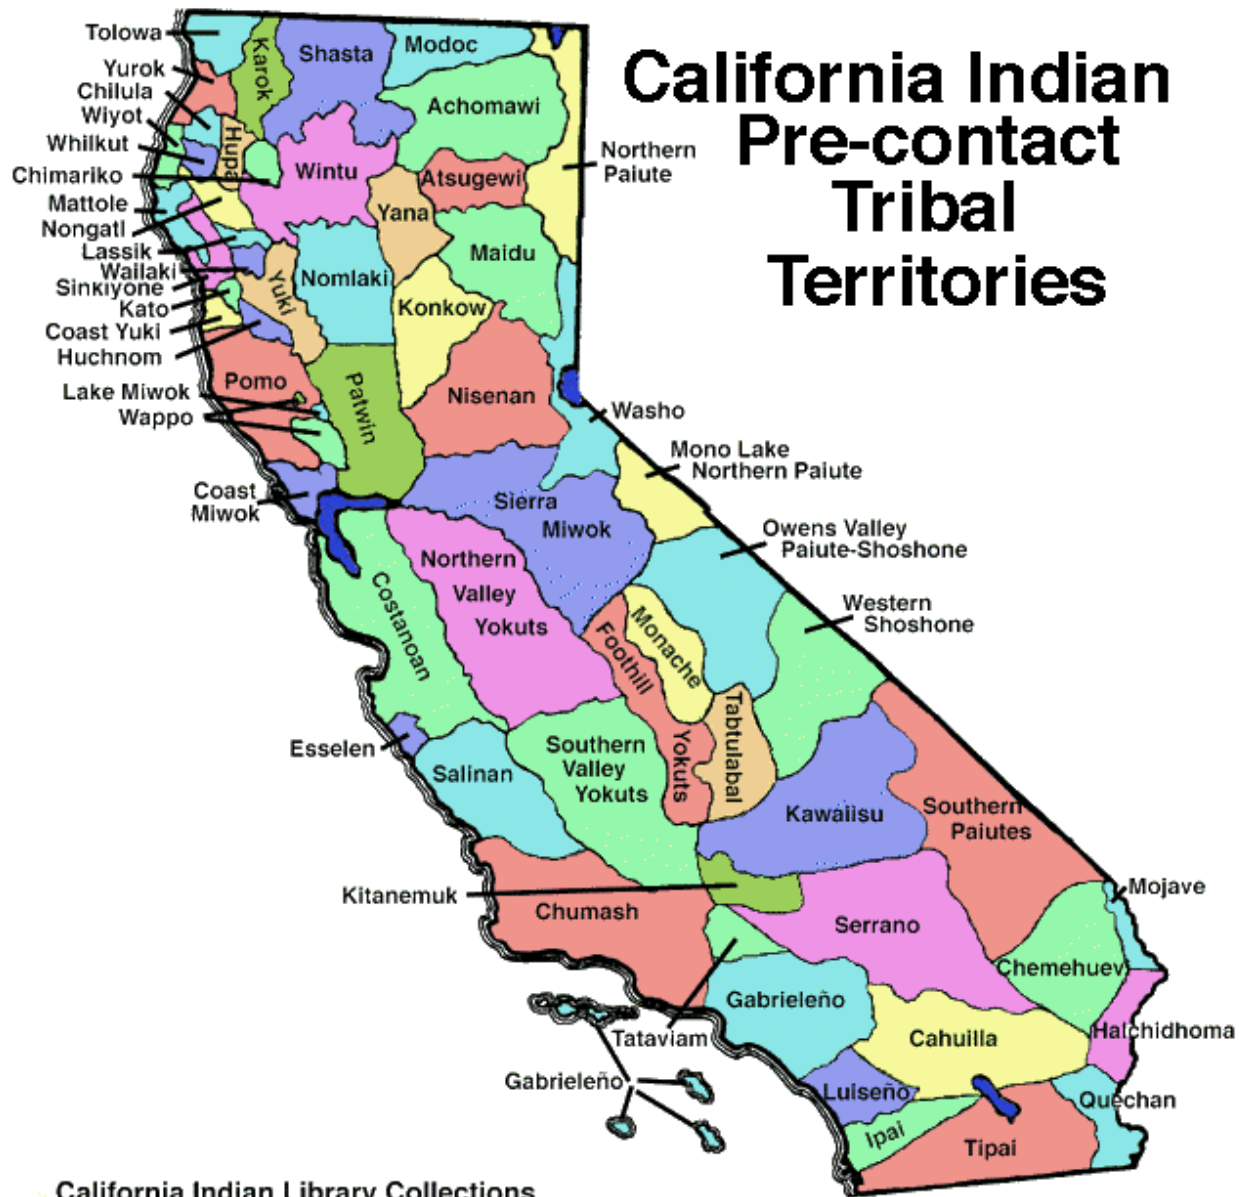 California Indian
Pre-contact
Tribal
Territories
Tolowa
Karok
Shasta
Modoc
Yurok
Chilula
Wiyot
Whilkut
Hupa
Chimariko
Mattole
Nongatl
Lassik
Wailaki
Sinkiyone
Kato
Coast Yuki
Huchnom
Lake Miwok
Wappo
Achomawi
Northern
Paiute
Wintu
Atsugewi
Yana
Maidu
Nomlaki
Yuki
Konkow
Pomo
Patwin
Nisenan
Washo
Mono Lake
Northern Paiute
Coast
Miwok
Sierra
Miwok
Owens Valley
Paiute-Shoshone
Northern
Valley
Yokuts
Costanoan
Western
Shoshone
Monache
Foothill
Yokuts
Tabtulabal
Esselen
Salinan
Southern
Valley
Yokuts
Kawaiisu
Southern
Paiutes
Kitanemuk
Chumash
Serrano
Mojave
Chemehuevi
Gabrieleño
Tataviam
Cahuilla
Halchidhoma
Gabrieleño
Luiseño
Quechan
Ipai
Tipai
California Indian Library Collections